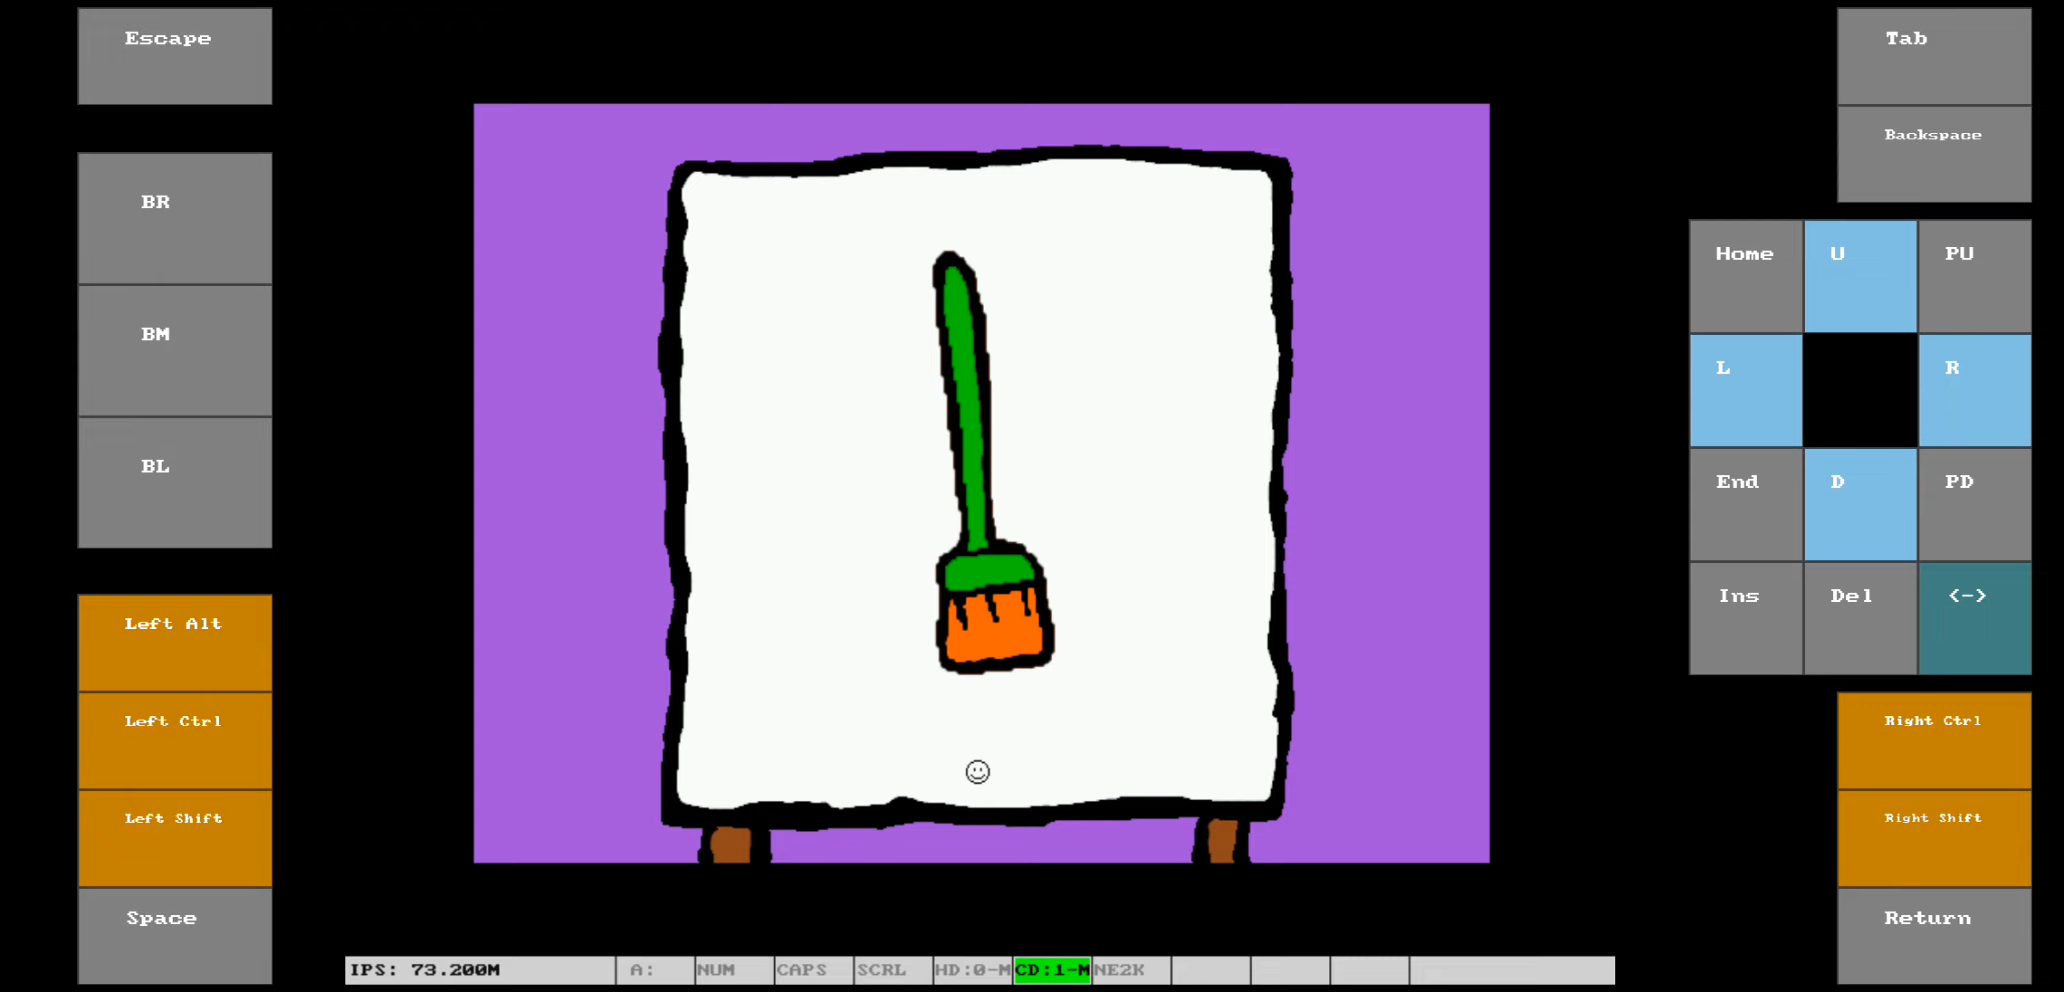 Escape
Tab
Backspace
BR
BM
BL
Home U PU
L R
End D PD
Ins Del <->
Left Alt
Left Ctrl
Left Shift
Space
Right Ctrl
Right Shift
Return
IPS: 73.200M A: NUM CAPS SCRL HD:0-M CD:1-M NE2K